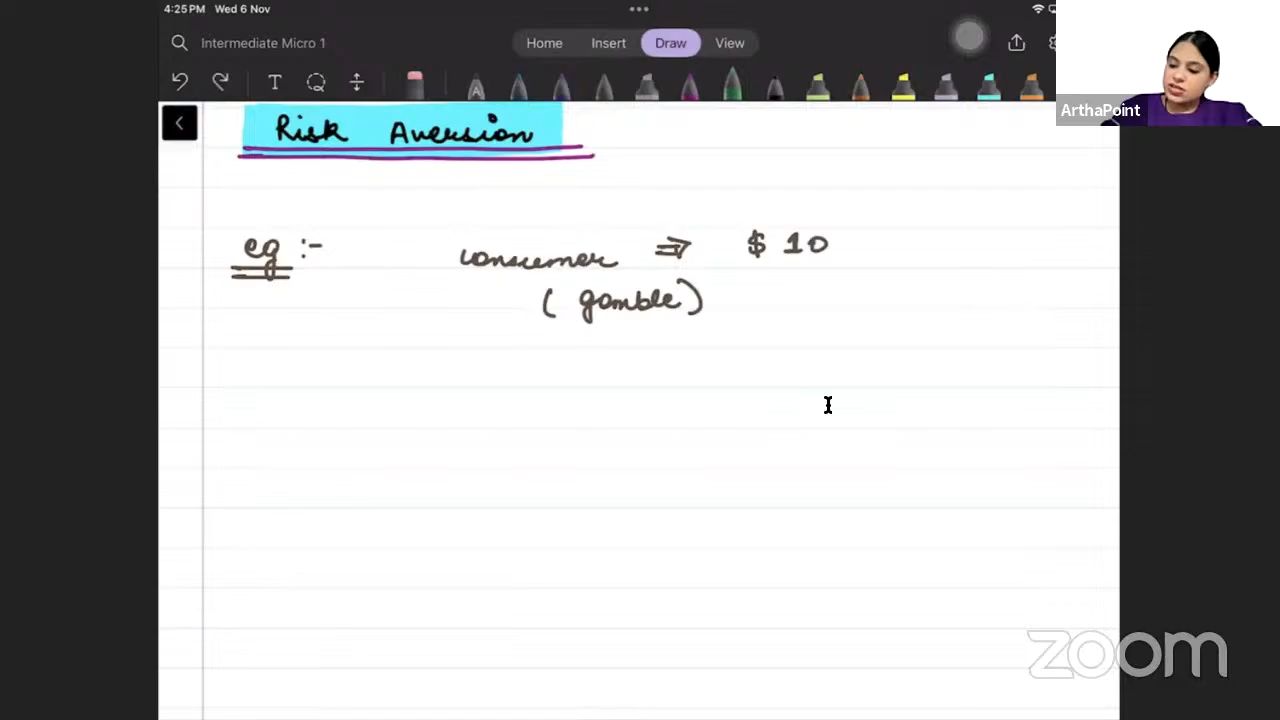 4:25 PM Wed 6 Nov
Intermediate Micro 1
Home Insert Draw View
T
A
ArthaPoint
Risk Aversion
eg :- consumer ⇒ $ 10
( gamble )
zoom